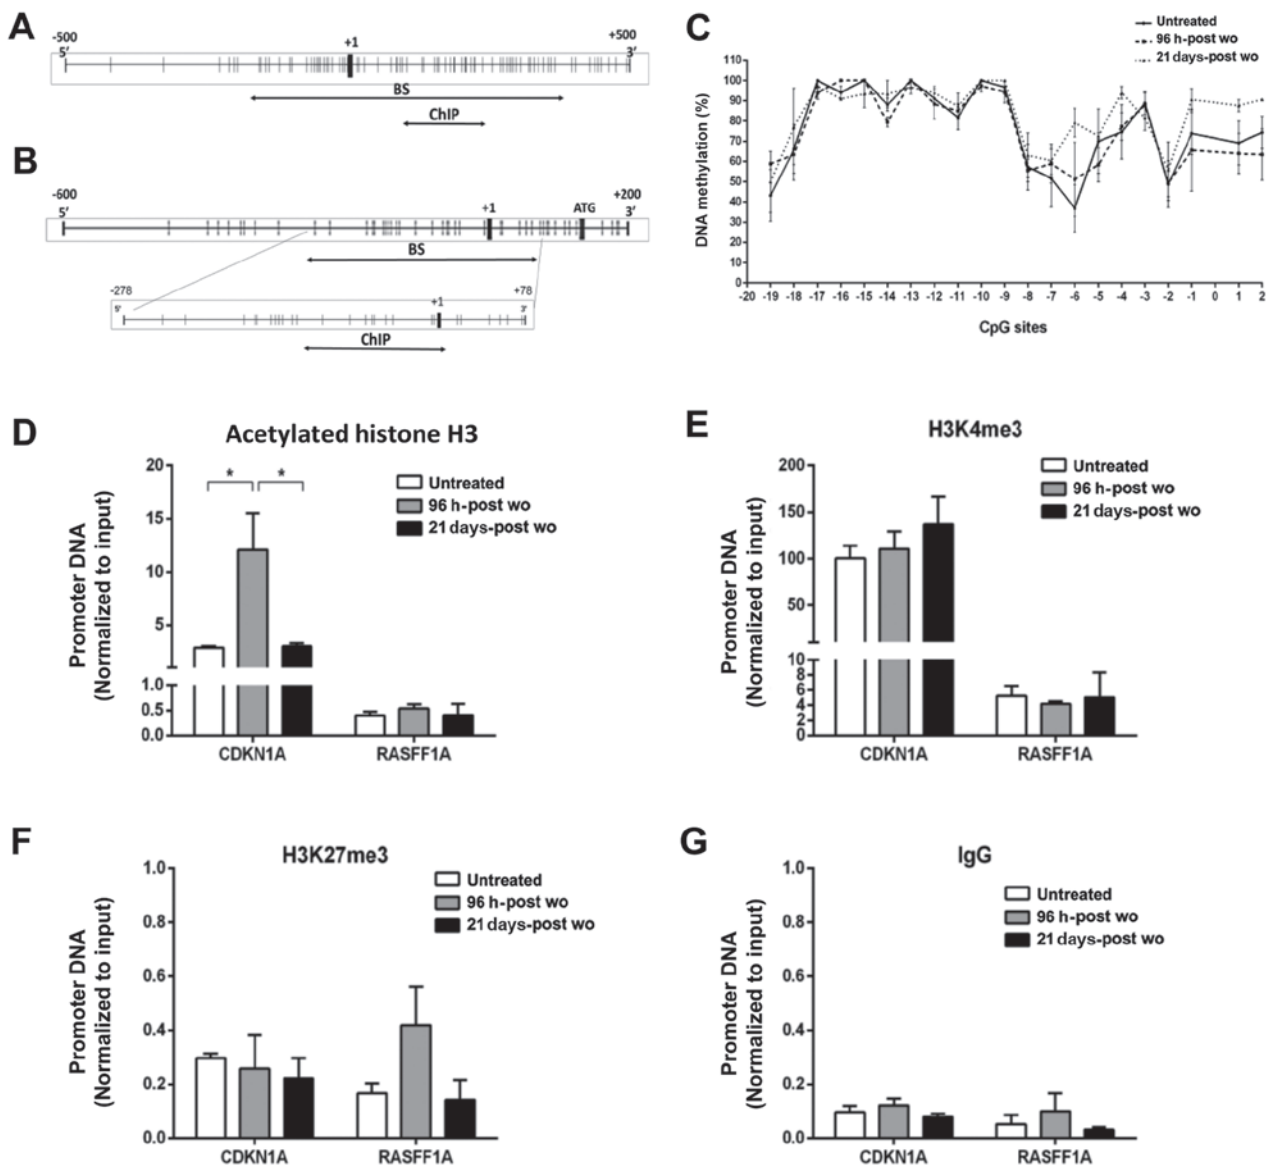 A
-500
5'
+1
+500
3'
BS
ChIP
B
-600
5'
+1
ATG
+200
3'
BS
-278
5'
+1
+78
3'
ChIP
C
Untreated
96 h-post wo
21 days-post wo
DNA methylation (%)
110
100
90
80
70
60
50
40
30
20
10
0
-20 -19 -18 -17 -16 -15 -14 -13 -12 -11 -10 -9 -8 -7 -6 -5 -4 -3 -2 -1 0 1 2
CpG sites
D
Acetylated histone H3
Promoter DNA
(Normalized to input)
20
15
10
5
1.0
0.5
0.0
* *
Untreated
96 h-post wo
21 days-post wo
CDKN1A RASFF1A
E
H3K4me3
Promoter DNA
(Normalized to input)
200
150
100
50
10
8
6
4
2
0
Untreated
96 h-post wo
21 days-post wo
CDKN1A RASFF1A
F
H3K27me3
Promoter DNA
(Normalized to input)
1.0
0.8
0.6
0.4
0.2
0.0
Untreated
96 h-post wo
21 days-post wo
CDKN1A RASFF1A
G
IgG
Promoter DNA
(Normalized to input)
1.0
0.8
0.6
0.4
0.2
0.0
Untreated
96 h-post wo
21 days-post wo
CDKN1A RASFF1A